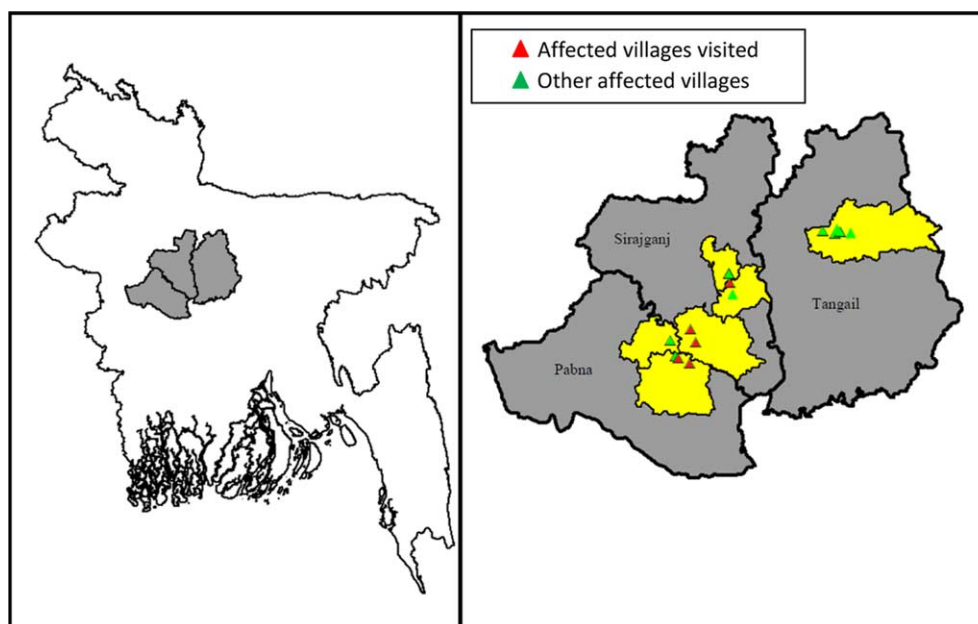 Affected villages visited
Other affected villages
Sirajganj
Tangail
Pabna